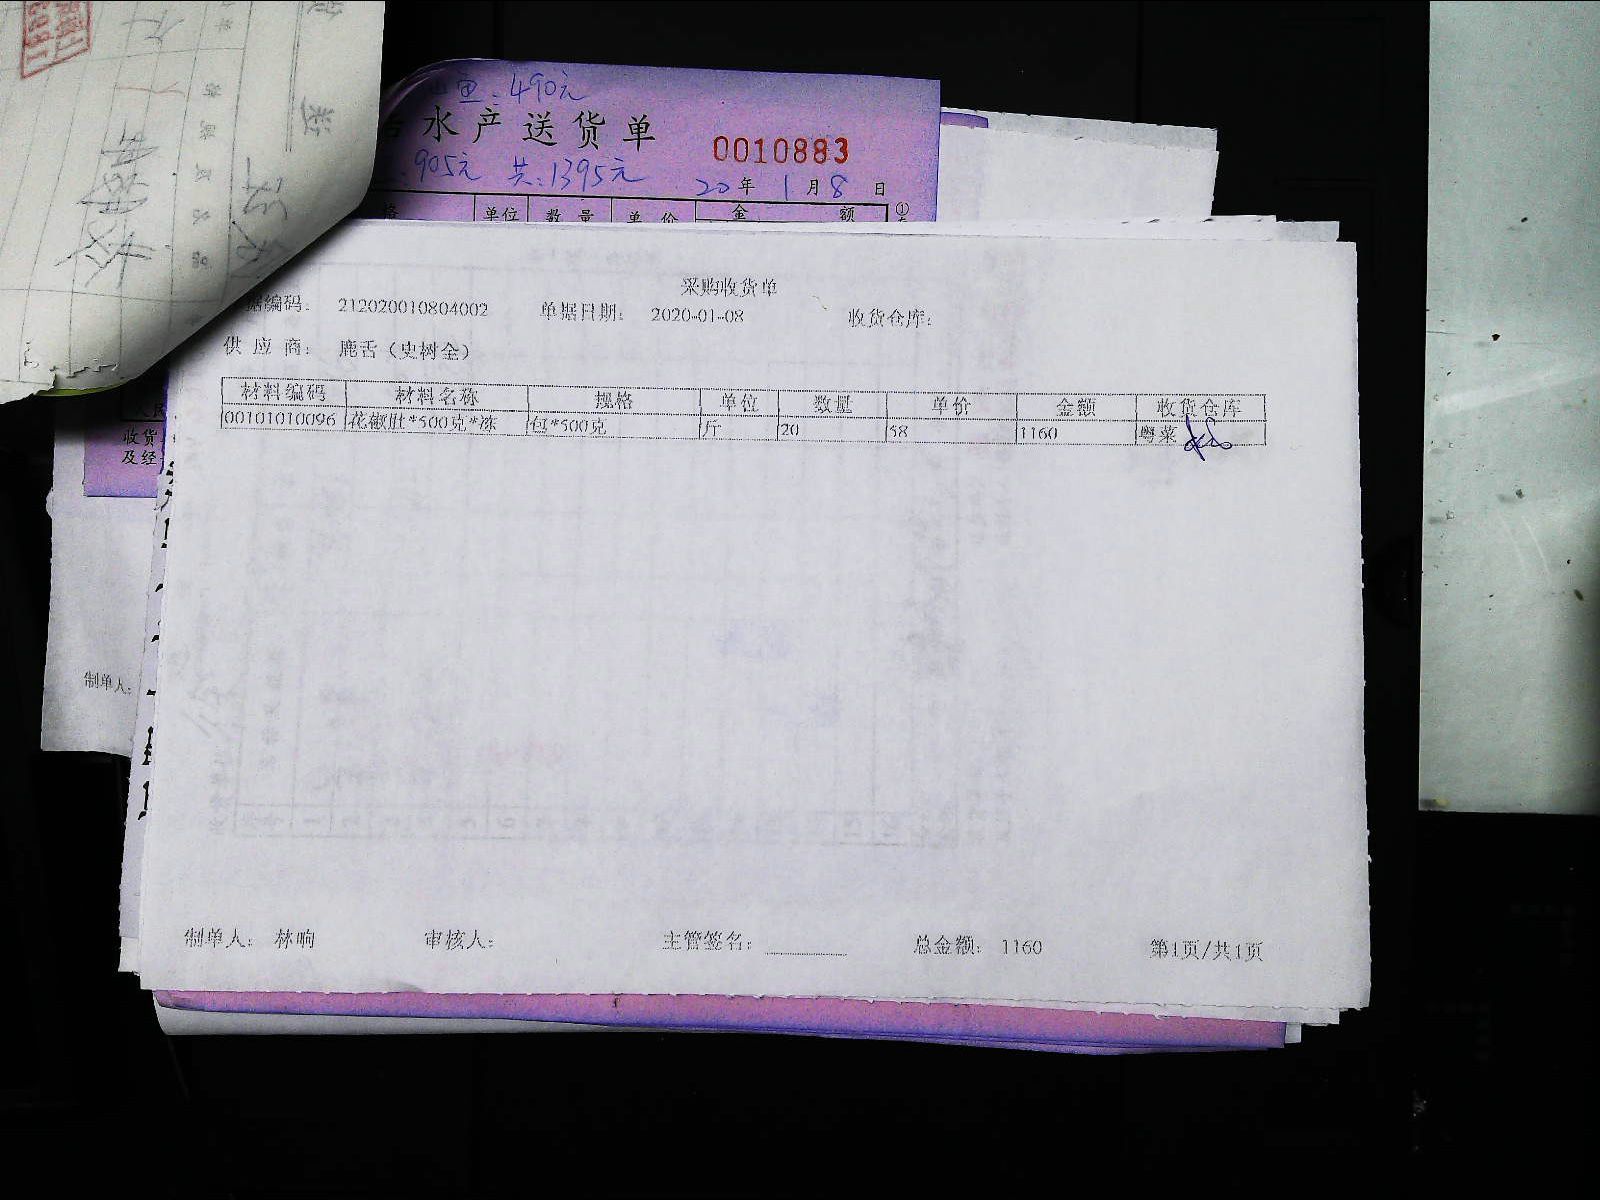 鱼：490元
水产送货单
0010883
905元 共：1395元
20年1月8日
单位 数量 单价 金额 ①
采购收货单
据编码： 212020010804002 单据日期： 2020-01-08 收货仓库：
供应商： 鹿舌（史树金）
材料编码 材料名称 规格 单位 数量 单价 金额 收货仓库
00101010096 花椒肚*500克*冻 包*500克 斤 20 58 1160 粤菜
收货
及经
制单人：
制单人： 林响 审核人： 主管签名： 总金额： 1160 第1页/共1页